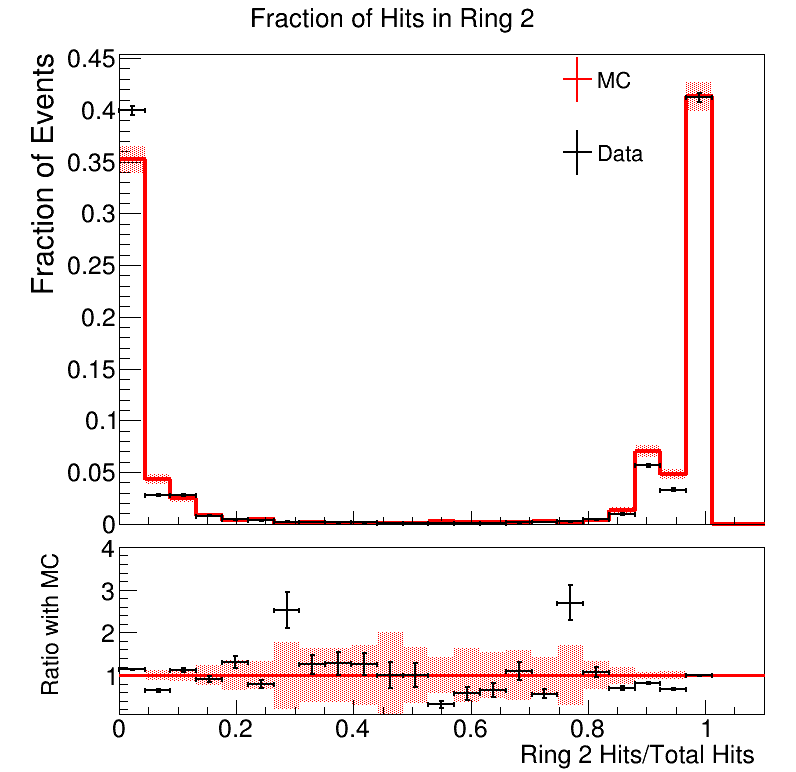 Fraction of Hits in Ring 2
Fraction of Events
0.45
0.4
0.35
0.3
0.25
0.2
0.15
0.1
0.05
0
MC
Data
Ratio with MC
4
3
2
1
0 0.2 0.4 0.6 0.8 1
Ring 2 Hits/Total Hits